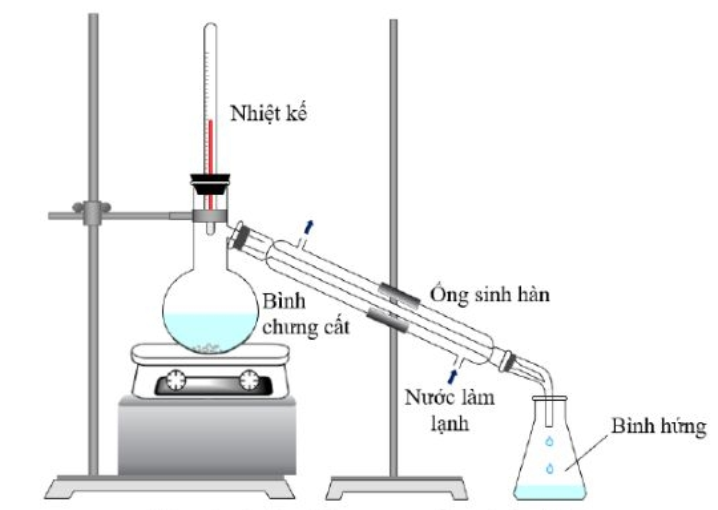 Nhiệt kế
Bình
chưng cất
Ống sinh hàn
Nước làm
lạnh
Bình hứng